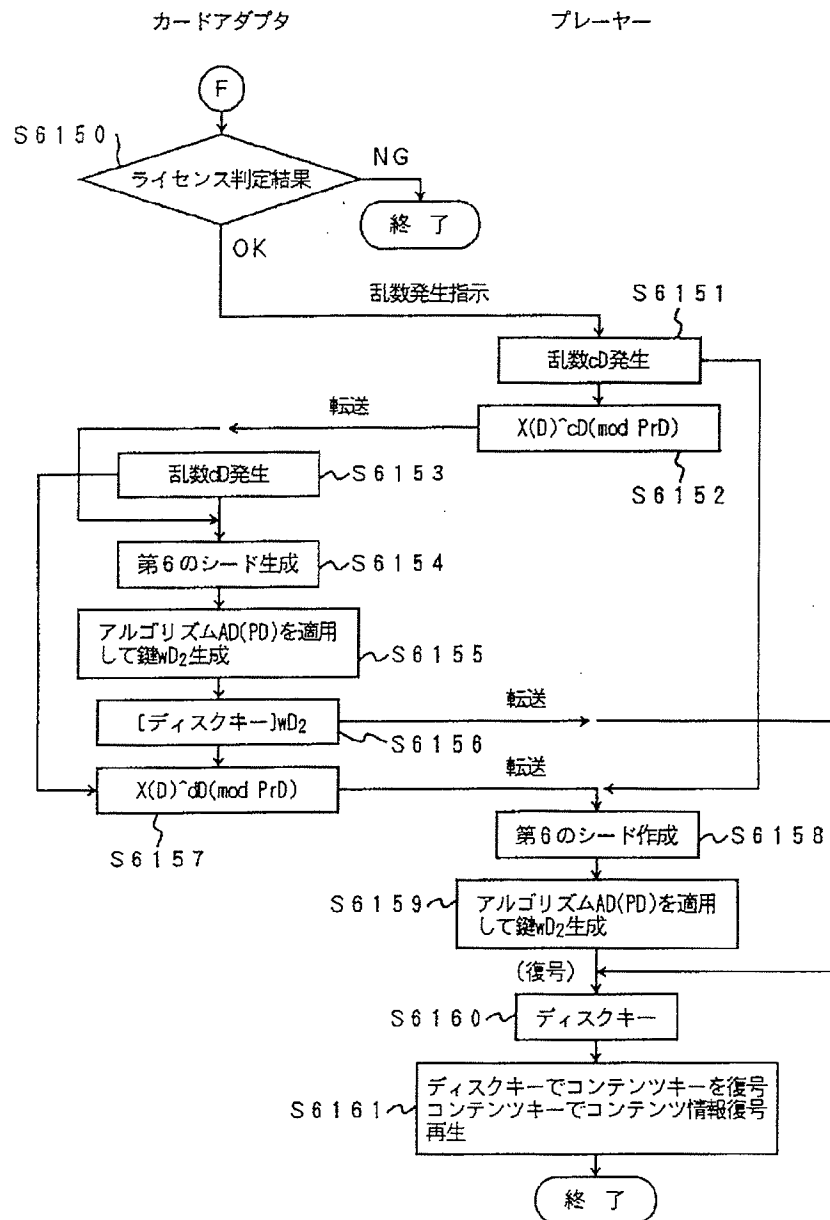 カードアダプタ
プレーヤー
F
S6150
ライセンス判定結果
NG
終 了
OK
乱数発生指示
S6151
乱数cD発生
転送
X(D)^cD(mod PrD)
S6152
乱数dD発生
S6153
第6のシード生成
S6154
アルゴリズムAD(PD)を適用
して鍵wD₂生成
S6155
[ディスクキー]wD₂
転送
S6156
X(D)^dD(mod PrD)
転送
S6157
第6のシード作成
S6158
S6159
アルゴリズムAD(PD)を適用
して鍵wD₂生成
(復号)
S6160
ディスクキー
S6161
ディスクキーでコンテンツキーを復号
コンテンツキーでコンテンツ情報復号
再生
終 了